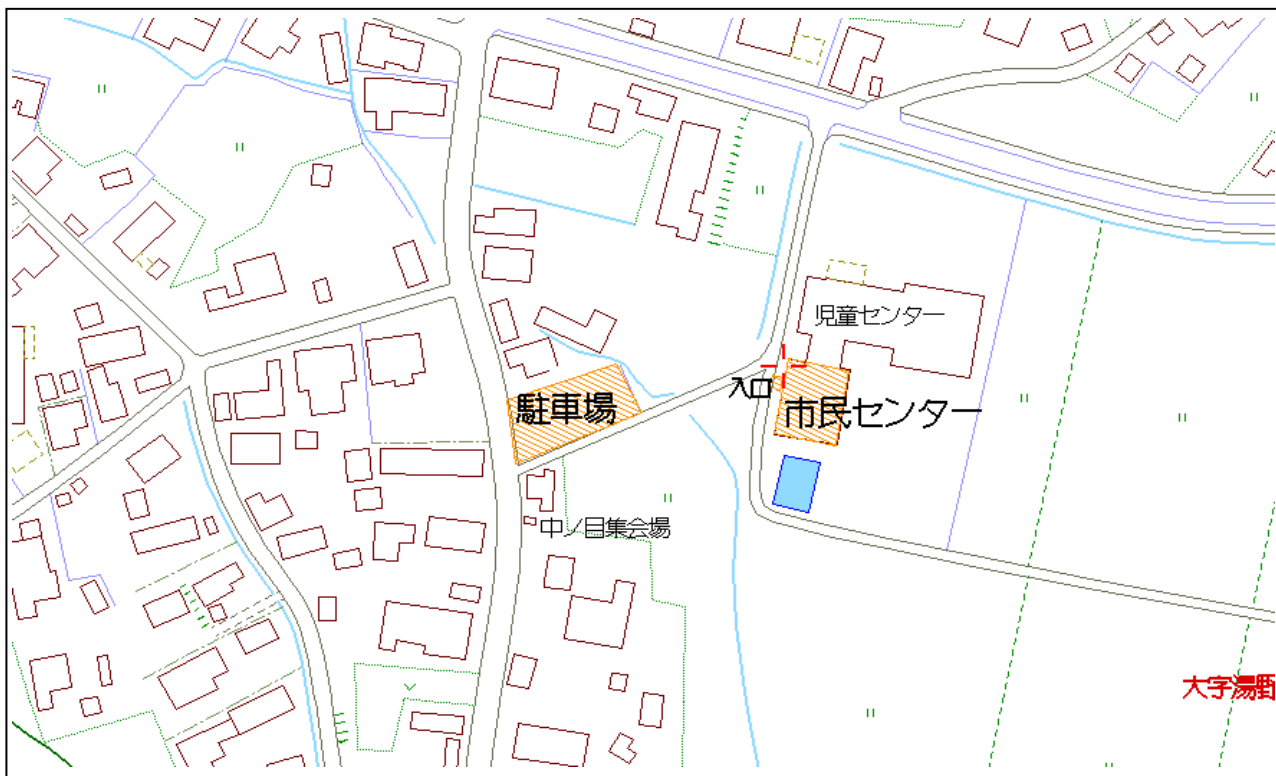 児童センター
入口
駐車場
市民センター
中ノ目集会場
大字湯野